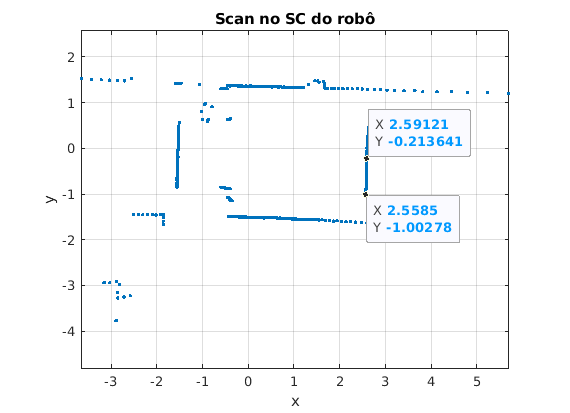 Scan no SC do robô
2
1
0
-1
-2
-3
-4
y
X 2.59121
Y -0.213641
X 2.5585
Y -1.00278
-3 -2 -1 0 1 2 3 4 5
x